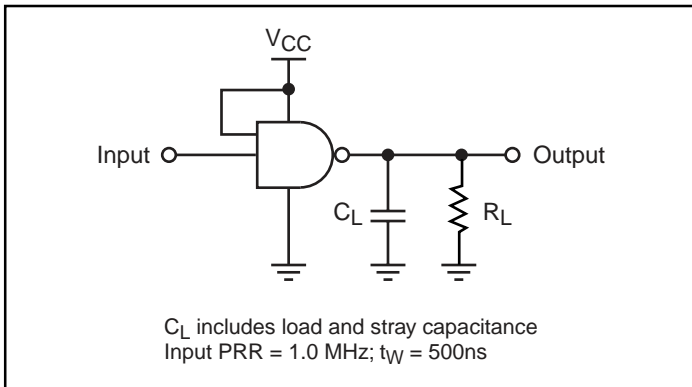 VCC
Input
Output
CL
RL
CL includes load and stray capacitance
Input PRR = 1.0 MHz; tW = 500ns